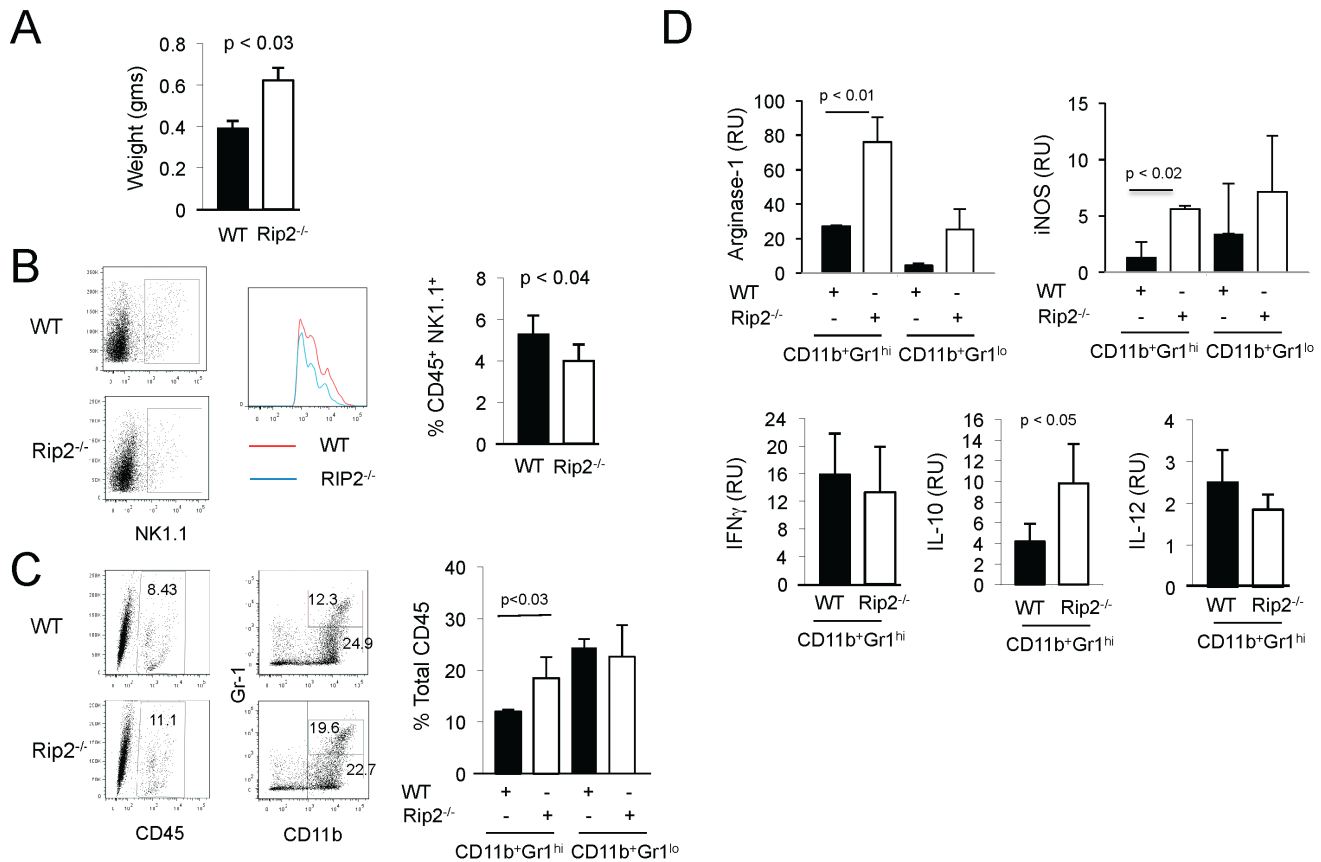 A
p < 0.03
Weight (gms)
0.8
0.6
0.4
0.2
0
WT Rip2-/-
B
WT
Rip2-/-
NK1.1
WT
RIP2-/-
p < 0.04
% CD45+ NK1.1+
8
6
4
2
0
WT Rip2-/-
C
WT
8.43
12.3
24.9
Gr-1
Rip2-/-
11.1
19.6
22.7
CD45
CD11b
p<0.03
% Total CD45
40
30
20
10
0
WT + - + -
Rip2-/- - + - +
CD11b+Gr1hi CD11b+Gr1lo
D
p < 0.01
Arginase-1 (RU)
100
80
60
40
20
0
WT + - + -
Rip2-/- - + - +
CD11b+Gr1hi CD11b+Gr1lo
p < 0.02
iNOS (RU)
15
10
5
0
WT + - + -
Rip2-/- - + - +
CD11b+Gr1hi CD11b+Gr1lo
IFNγ (RU)
24
20
16
12
8
4
0
WT Rip2-/-
CD11b+Gr1hi
p < 0.05
IL-10 (RU)
16
14
12
10
8
6
4
2
0
WT Rip2-/-
CD11b+Gr1hi
IL-12 (RU)
4
3
2
1
0
WT Rip2-/-
CD11b+Gr1hi